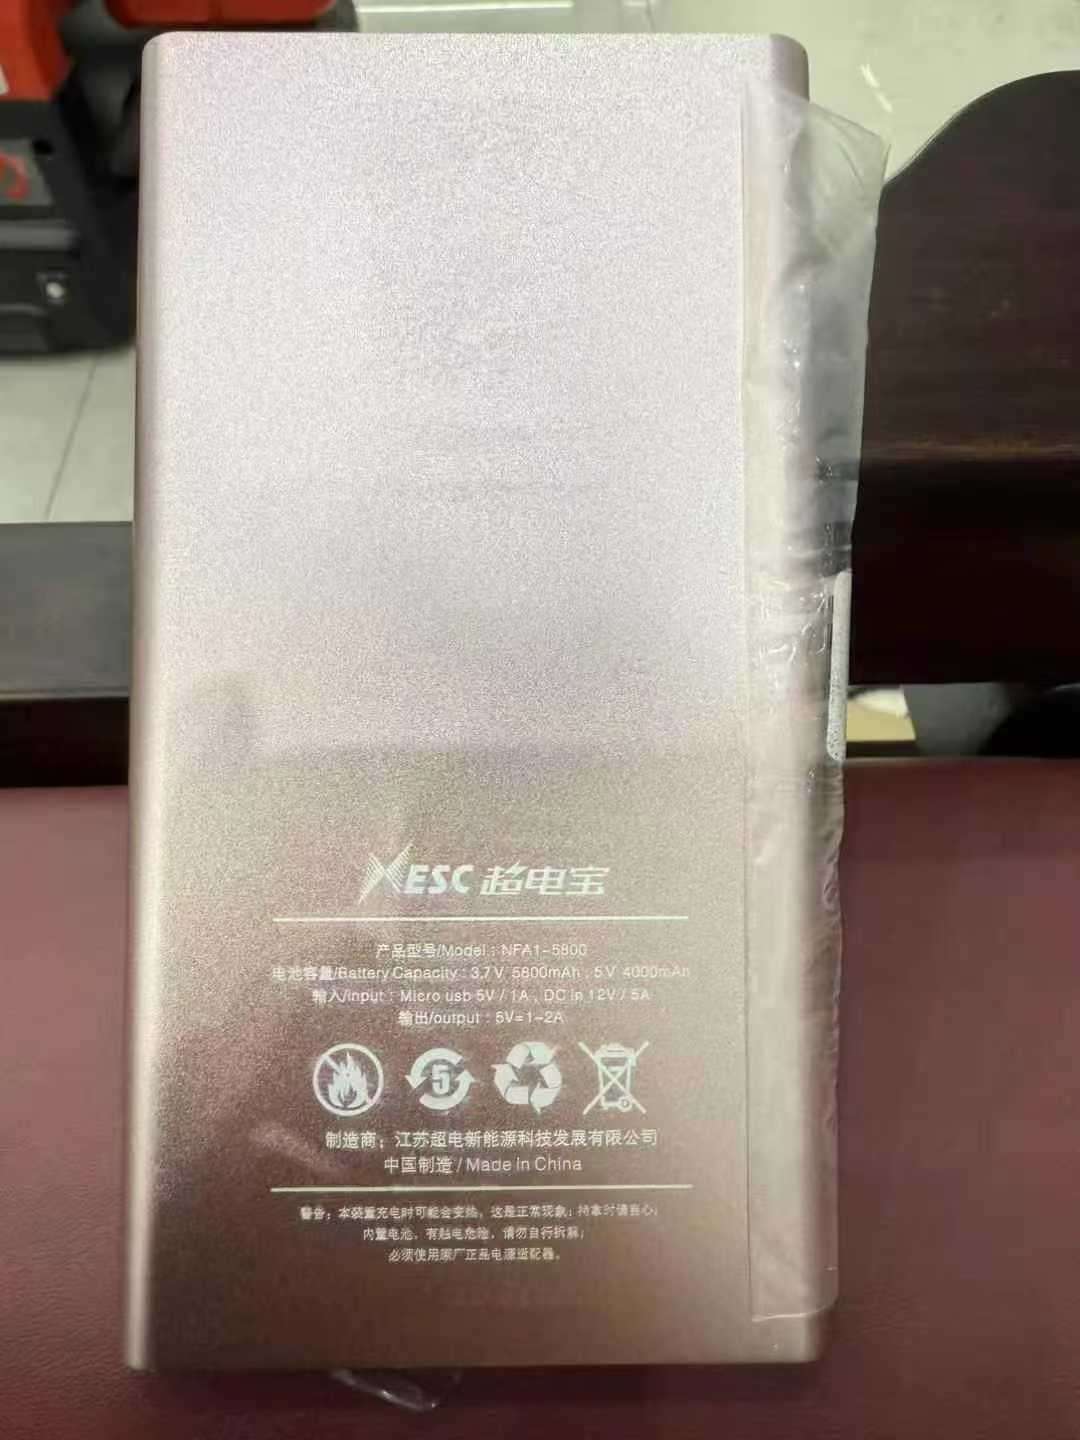 XESC 超电宝
产品型号/Model : NFA1-5800
电池容量/Battery Capacity : 3.7V 5800mAh , 5V 4000mAh
输入/input : Micro usb 5V / 1A , DC in 12V / 5A
输出/output : 5V=1-2A
5
制造商：江苏超电新能源科技发展有限公司
中国制造 / Made in China
警告：本装置充电时可能会变热，这是正常现象；持拿时请当心；
内置电池，有触电危险，请勿自行拆解；
必须使用原厂正品电源适配器。